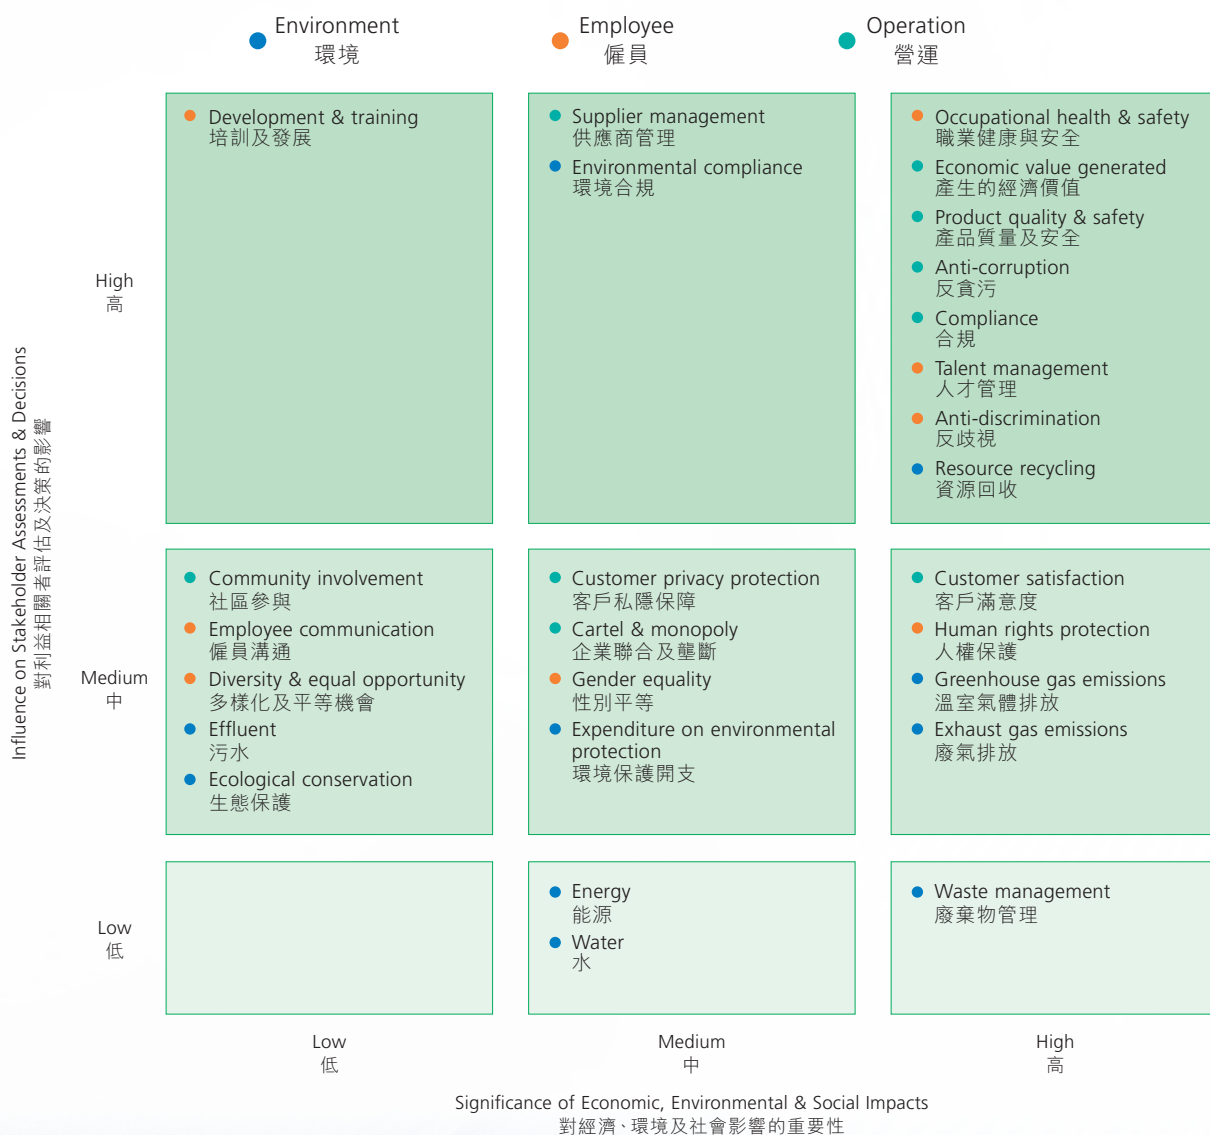 Environment
環境
Employee
僱員
Operation
營運
Influence on Stakeholder Assessments & Decisions
對利益相關者評估及決策的影響
High
高
Development & training
培訓及發展
Supplier management
供應商管理
Environmental compliance
環境合規
Occupational health & safety
職業健康與安全
Economic value generated
產生的經濟價值
Product quality & safety
產品質量及安全
Anti-corruption
反貪污
Compliance
合規
Talent management
人才管理
Anti-discrimination
反歧視
Resource recycling
資源回收
Medium
中
Community involvement
社區參與
Employee communication
僱員溝通
Diversity & equal opportunity
多樣化及平等機會
Effluent
污水
Ecological conservation
生態保護
Customer privacy protection
客戶私隱保障
Cartel & monopoly
企業聯合及壟斷
Gender equality
性別平等
Expenditure on environmental
protection
環境保護開支
Customer satisfaction
客戶滿意度
Human rights protection
人權保護
Greenhouse gas emissions
溫室氣體排放
Exhaust gas emissions
廢氣排放
Low
低
Energy
能源
Water
水
Waste management
廢棄物管理
Low
低
Medium
中
High
高
Significance of Economic, Environmental & Social Impacts
對經濟、環境及社會影響的重要性